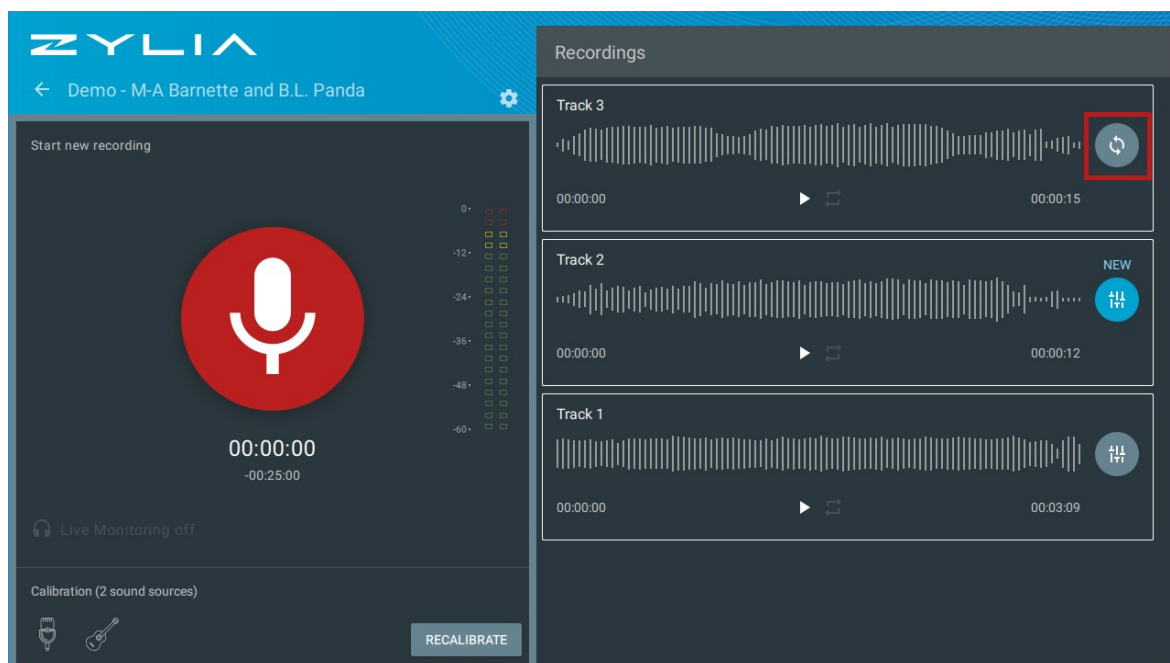 ZYLIA
Demo - M-A Barnette and B.L. Panda
Start new recording
0
-12
-24
-36
-48
-60
00:00:00
-00:25:00
Live Monitoring off
Calibration (2 sound sources)
RECALIBRATE
Recordings
Track 3
00:00:00
00:00:15
Track 2
NEW
00:00:00
00:00:12
Track 1
00:00:00
00:03:09